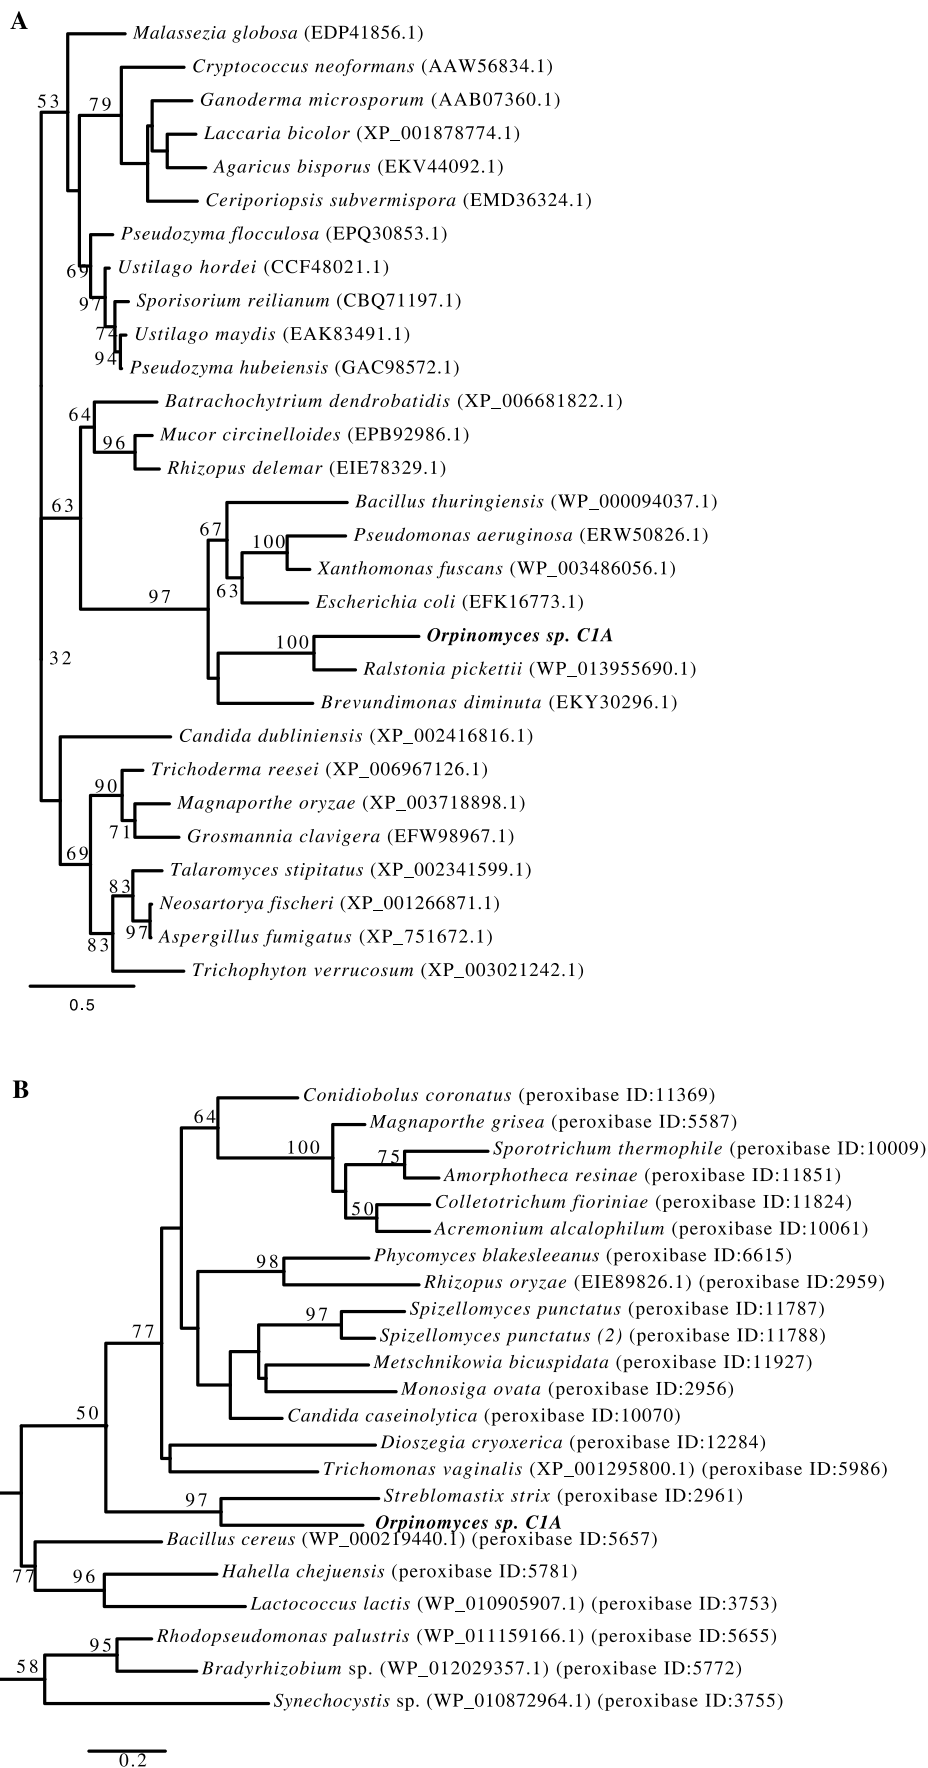 A
Malassezia globosa (EDP41856.1)
Cryptococcus neoformans (AAW56834.1)
53
79
Ganoderma microsporum (AAB07360.1)
Laccaria bicolor (XP_001878774.1)
Agaricus bisporus (EKV44092.1)
Ceriporiopsis subvermispora (EMD36324.1)
Pseudozyma flocculosa (EPQ30853.1)
69
Ustilago hordei (CCF48021.1)
97
Sporisorium reilianum (CBQ71197.1)
74
Ustilago maydis (EAK83491.1)
94
Pseudozyma hubeiensis (GAC98572.1)
Batrachochytrium dendrobatidis (XP_006681822.1)
64
Mucor circinelloides (EPB92986.1)
96
Rhizopus delemar (EIE78329.1)
63
Bacillus thuringiensis (WP_000094037.1)
67
Pseudomonas aeruginosa (ERW50826.1)
100
Xanthomonas fuscans (WP_003486056.1)
63
Escherichia coli (EFK16773.1)
97
Orpinomyces sp. C1A
100
32
Ralstonia pickettii (WP_013955690.1)
Brevundimonas diminuta (EKY30296.1)
Candida dubliniensis (XP_002416816.1)
Trichoderma reesei (XP_006967126.1)
90
Magnaporthe oryzae (XP_003718898.1)
71
Grosmannia clavigera (EFW98967.1)
69
Talaromyces stipitatus (XP_002341599.1)
83
Neosartorya fischeri (XP_001266871.1)
97
Aspergillus fumigatus (XP_751672.1)
83
Trichophyton verrucosum (XP_003021242.1)
0.5
B
Conidiobolus coronatus (peroxibase ID:11369)
64
Magnaporthe grisea (peroxibase ID:5587)
100
Sporotrichum thermophile (peroxibase ID:10009)
75
Amorphotheca resinae (peroxibase ID:11851)
Colletotrichum fioriniae (peroxibase ID:11824)
50
Acremonium alcalophilum (peroxibase ID:10061)
Phycomyces blakesleeanus (peroxibase ID:6615)
98
Rhizopus oryzae (EIE89826.1) (peroxibase ID:2959)
Spizellomyces punctatus (peroxibase ID:11787)
97
Spizellomyces punctatus (2) (peroxibase ID:11788)
77
Metschnikowia bicuspidata (peroxibase ID:11927)
Monosiga ovata (peroxibase ID:2956)
Candida caseinolytica (peroxibase ID:10070)
50
Dioszegia cryoxerica (peroxibase ID:12284)
Trichomonas vaginalis (XP_001295800.1) (peroxibase ID:5986)
Streblomastix strix (peroxibase ID:2961)
97
Orpinomyces sp. C1A
Bacillus cereus (WP_000219440.1) (peroxibase ID:5657)
77
Hahella chejuensis (peroxibase ID:5781)
96
Lactococcus lactis (WP_010905907.1) (peroxibase ID:3753)
Rhodopseudomonas palustris (WP_011159166.1) (peroxibase ID:5655)
95
58
Bradyrhizobium sp. (WP_012029357.1) (peroxibase ID:5772)
Synechocystis sp. (WP_010872964.1) (peroxibase ID:3755)
0.2